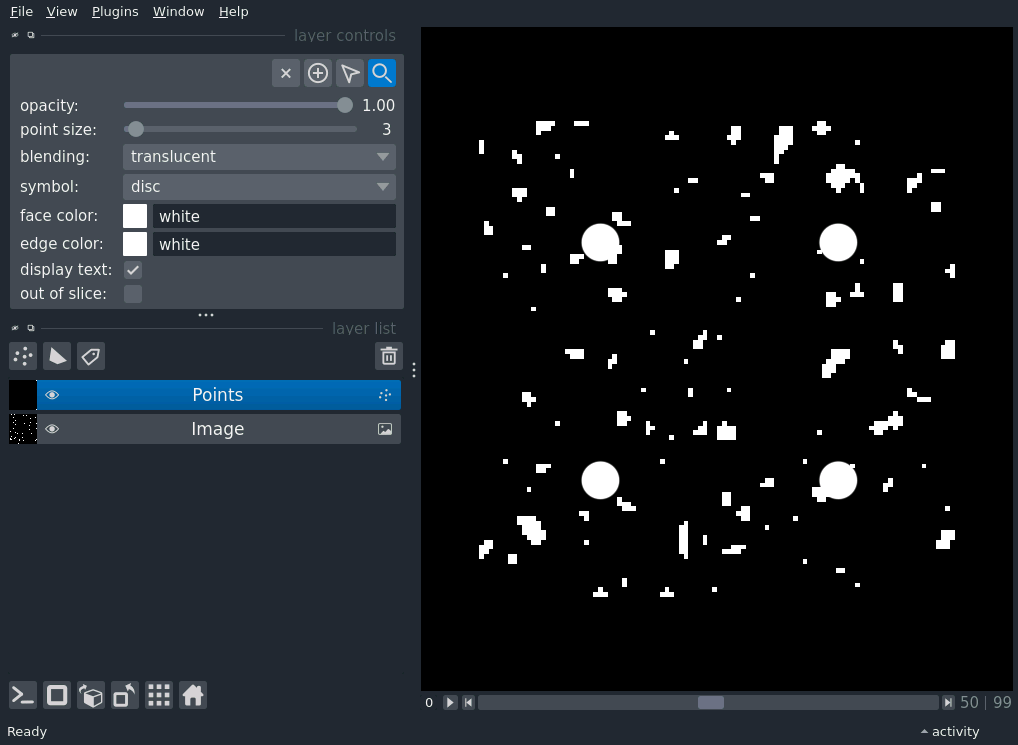 File View Plugins Window Help
layer controls
opacity: 1.00
point size: 3
blending: translucent
symbol: disc
face color: white
edge color: white
display text:
out of slice:
layer list
Points
Image
0 50 | 99
Ready activity